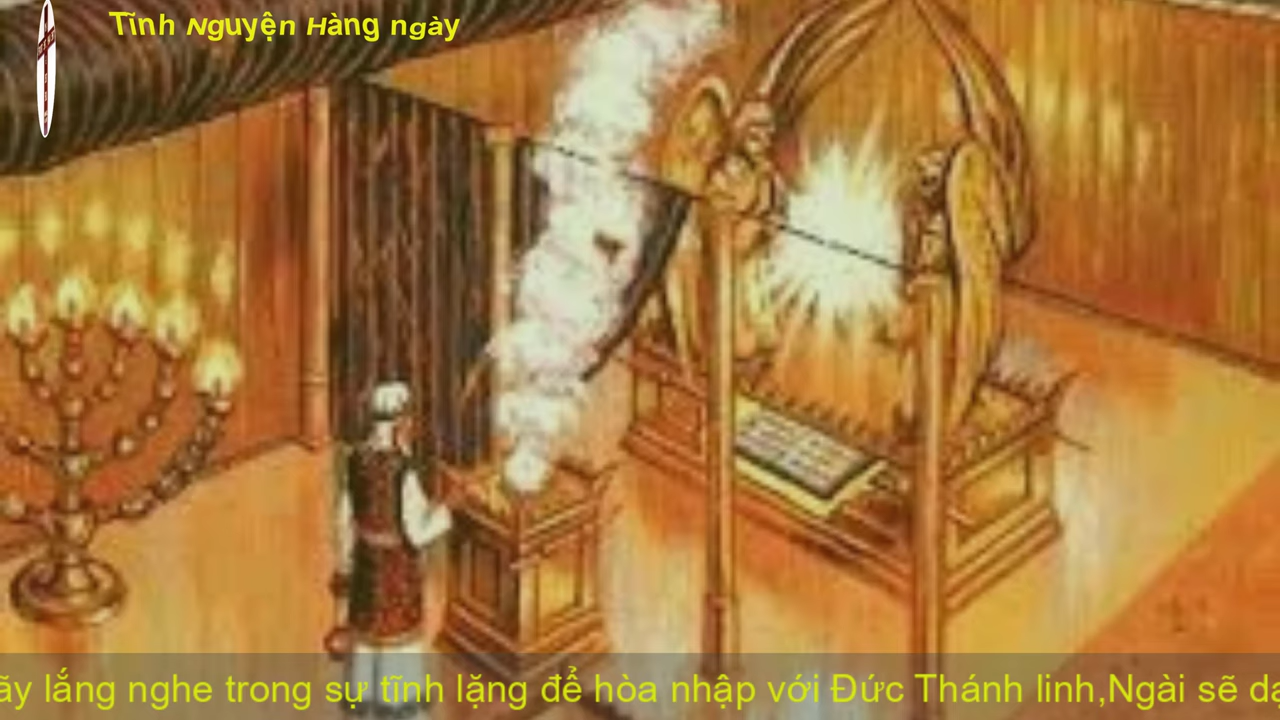 Tĩnh Nguyện Hàng ngày
lắng nghe trong sự tĩnh lặng để hòa nhập với Đức Thánh linh,Ngài sẽ